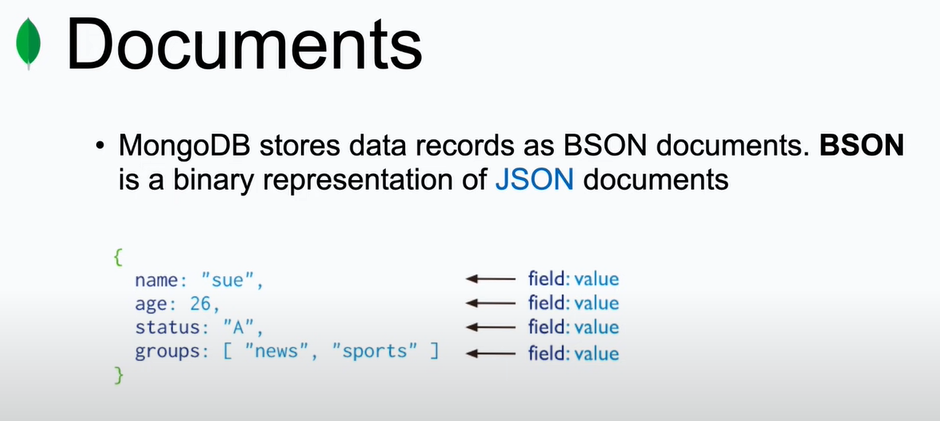 Documents
• MongoDB stores data records as BSON documents. BSON
is a binary representation of JSON documents
{
name: "sue", field: value
age: 26, field: value
status: "A", field: value
groups: [ "news", "sports" ] field: value
}